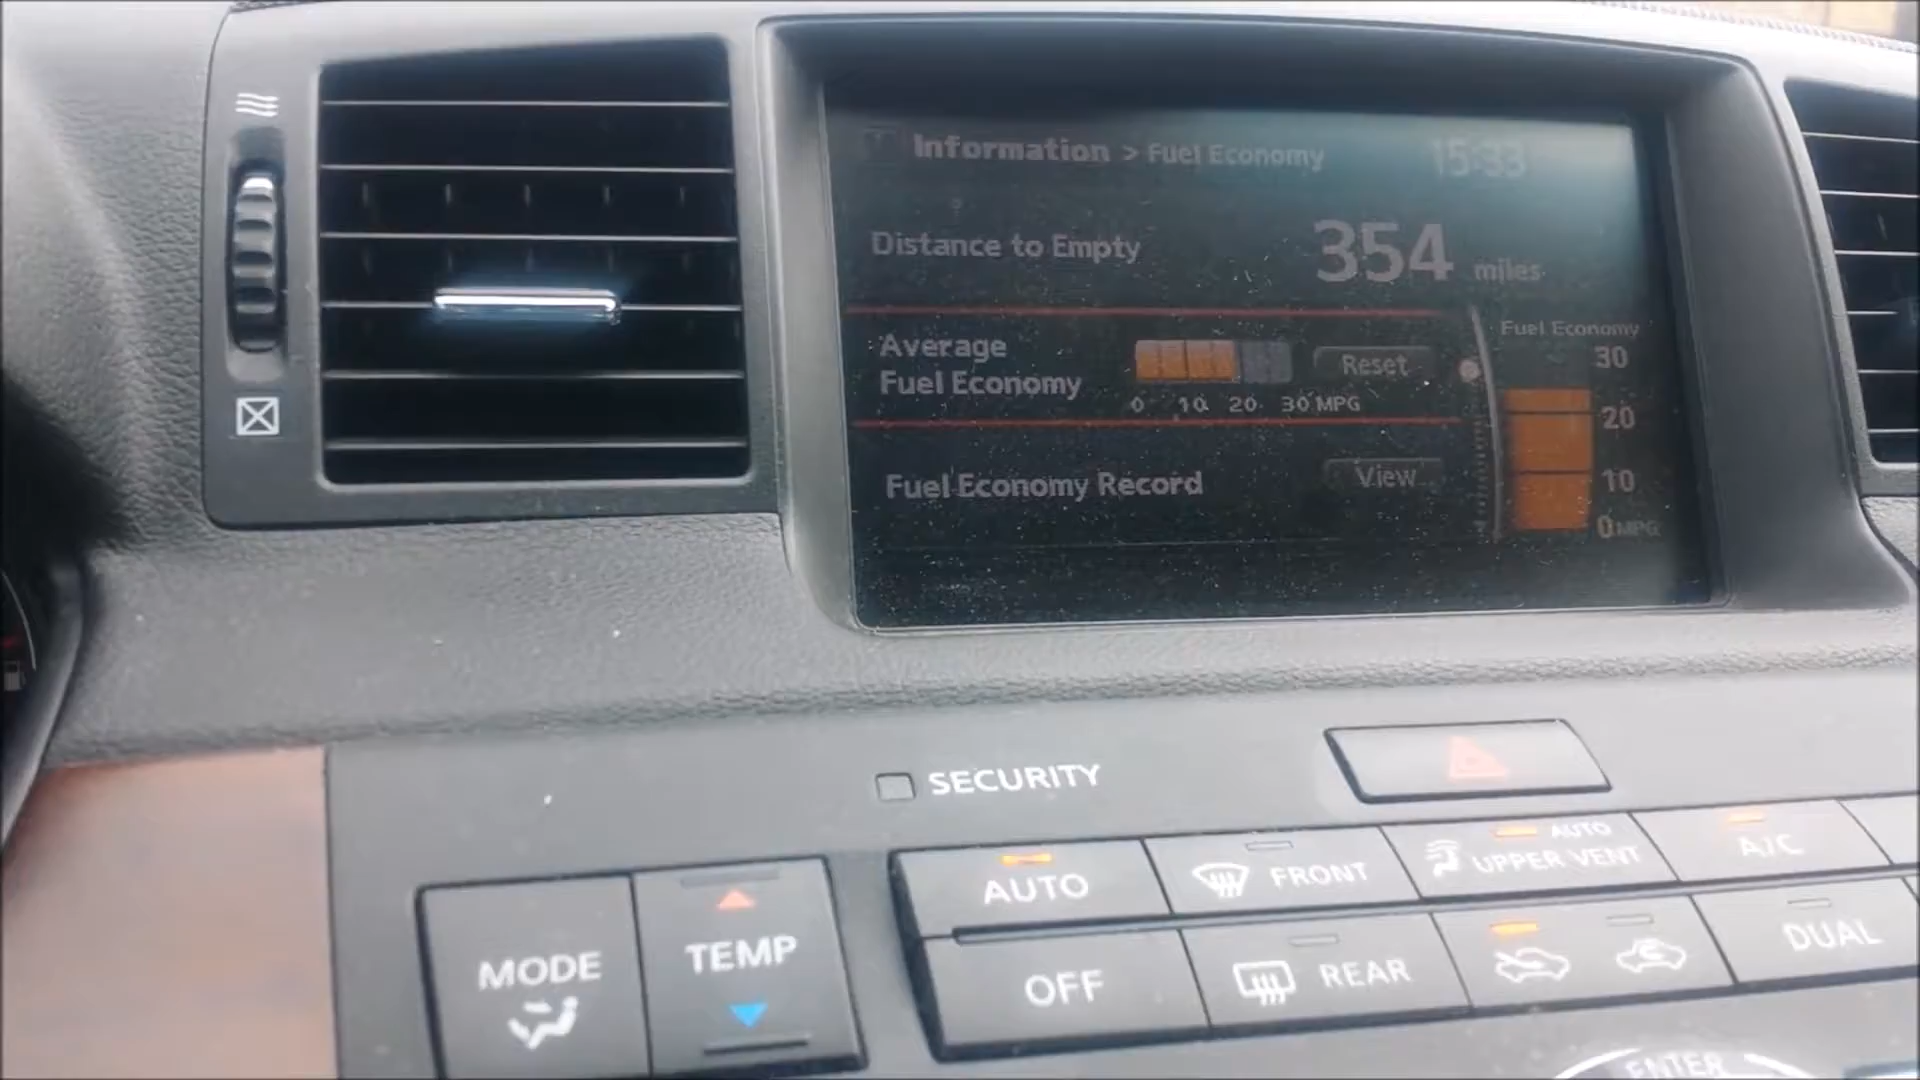 Information > Fuel Economy 15:33
Distance to Empty 354 miles
Average
Fuel Economy
Reset
0 10 20 30 MPG
Fuel Economy
30
20
10
0 MPG
Fuel Economy Record View
SECURITY
AUTO
FRONT
AUTO
UPPER VENT
A/C
MODE
TEMP
OFF
REAR
DUAL
ENTER